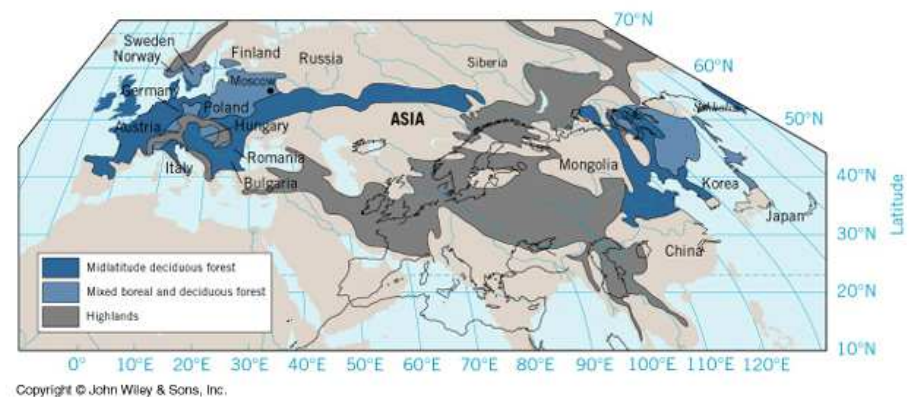 70°N
60°N
50°N
40°N
30°N
20°N
10°N
Latitude
Sweden
Norway
Finland
Russia
Siberia
Moscow
Germany
Poland
ASIA
Austria
Hungary
Italy
Romania
Bulgaria
Mongolia
Korea
Japan
China
Midlatitude deciduous forest
Mixed boreal and deciduous forest
Highlands
0° 10°E 20°E 30°E 40°E 50°E 60°E 70°E 80°E 90°E 100°E 110°E 120°E
Copyright © John Wiley & Sons, Inc.